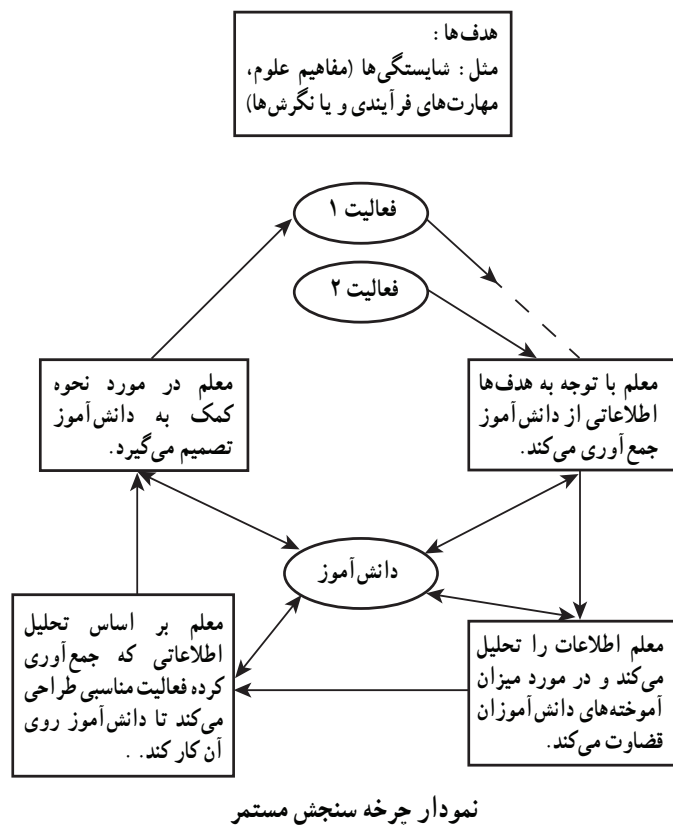 هدف‌ها :
مثل : شایستگی‌ها (مفاهیم علوم،
مهارت‌های فرآیندی و یا نگرش‌ها)
فعالیت ۱
فعالیت ۲
معلم با توجه به هدف‌ها
اطلاعاتی از دانش‌آموز
جمع‌آوری می‌کند.
معلم در مورد نحوه
کمک به دانش‌آموز
تصمیم می‌گیرد.
دانش‌آموز
معلم اطلاعات را تحلیل
می‌کند و در مورد میزان
آموخته‌های دانش‌آموزان
قضاوت می‌کند.
معلم بر اساس تحلیل
اطلاعاتی که جمع‌آوری
کرده فعالیت مناسبی طراحی
می‌کند تا دانش‌آموز روی
آن کار کند. .
نمودار چرخه سنجش مستمر